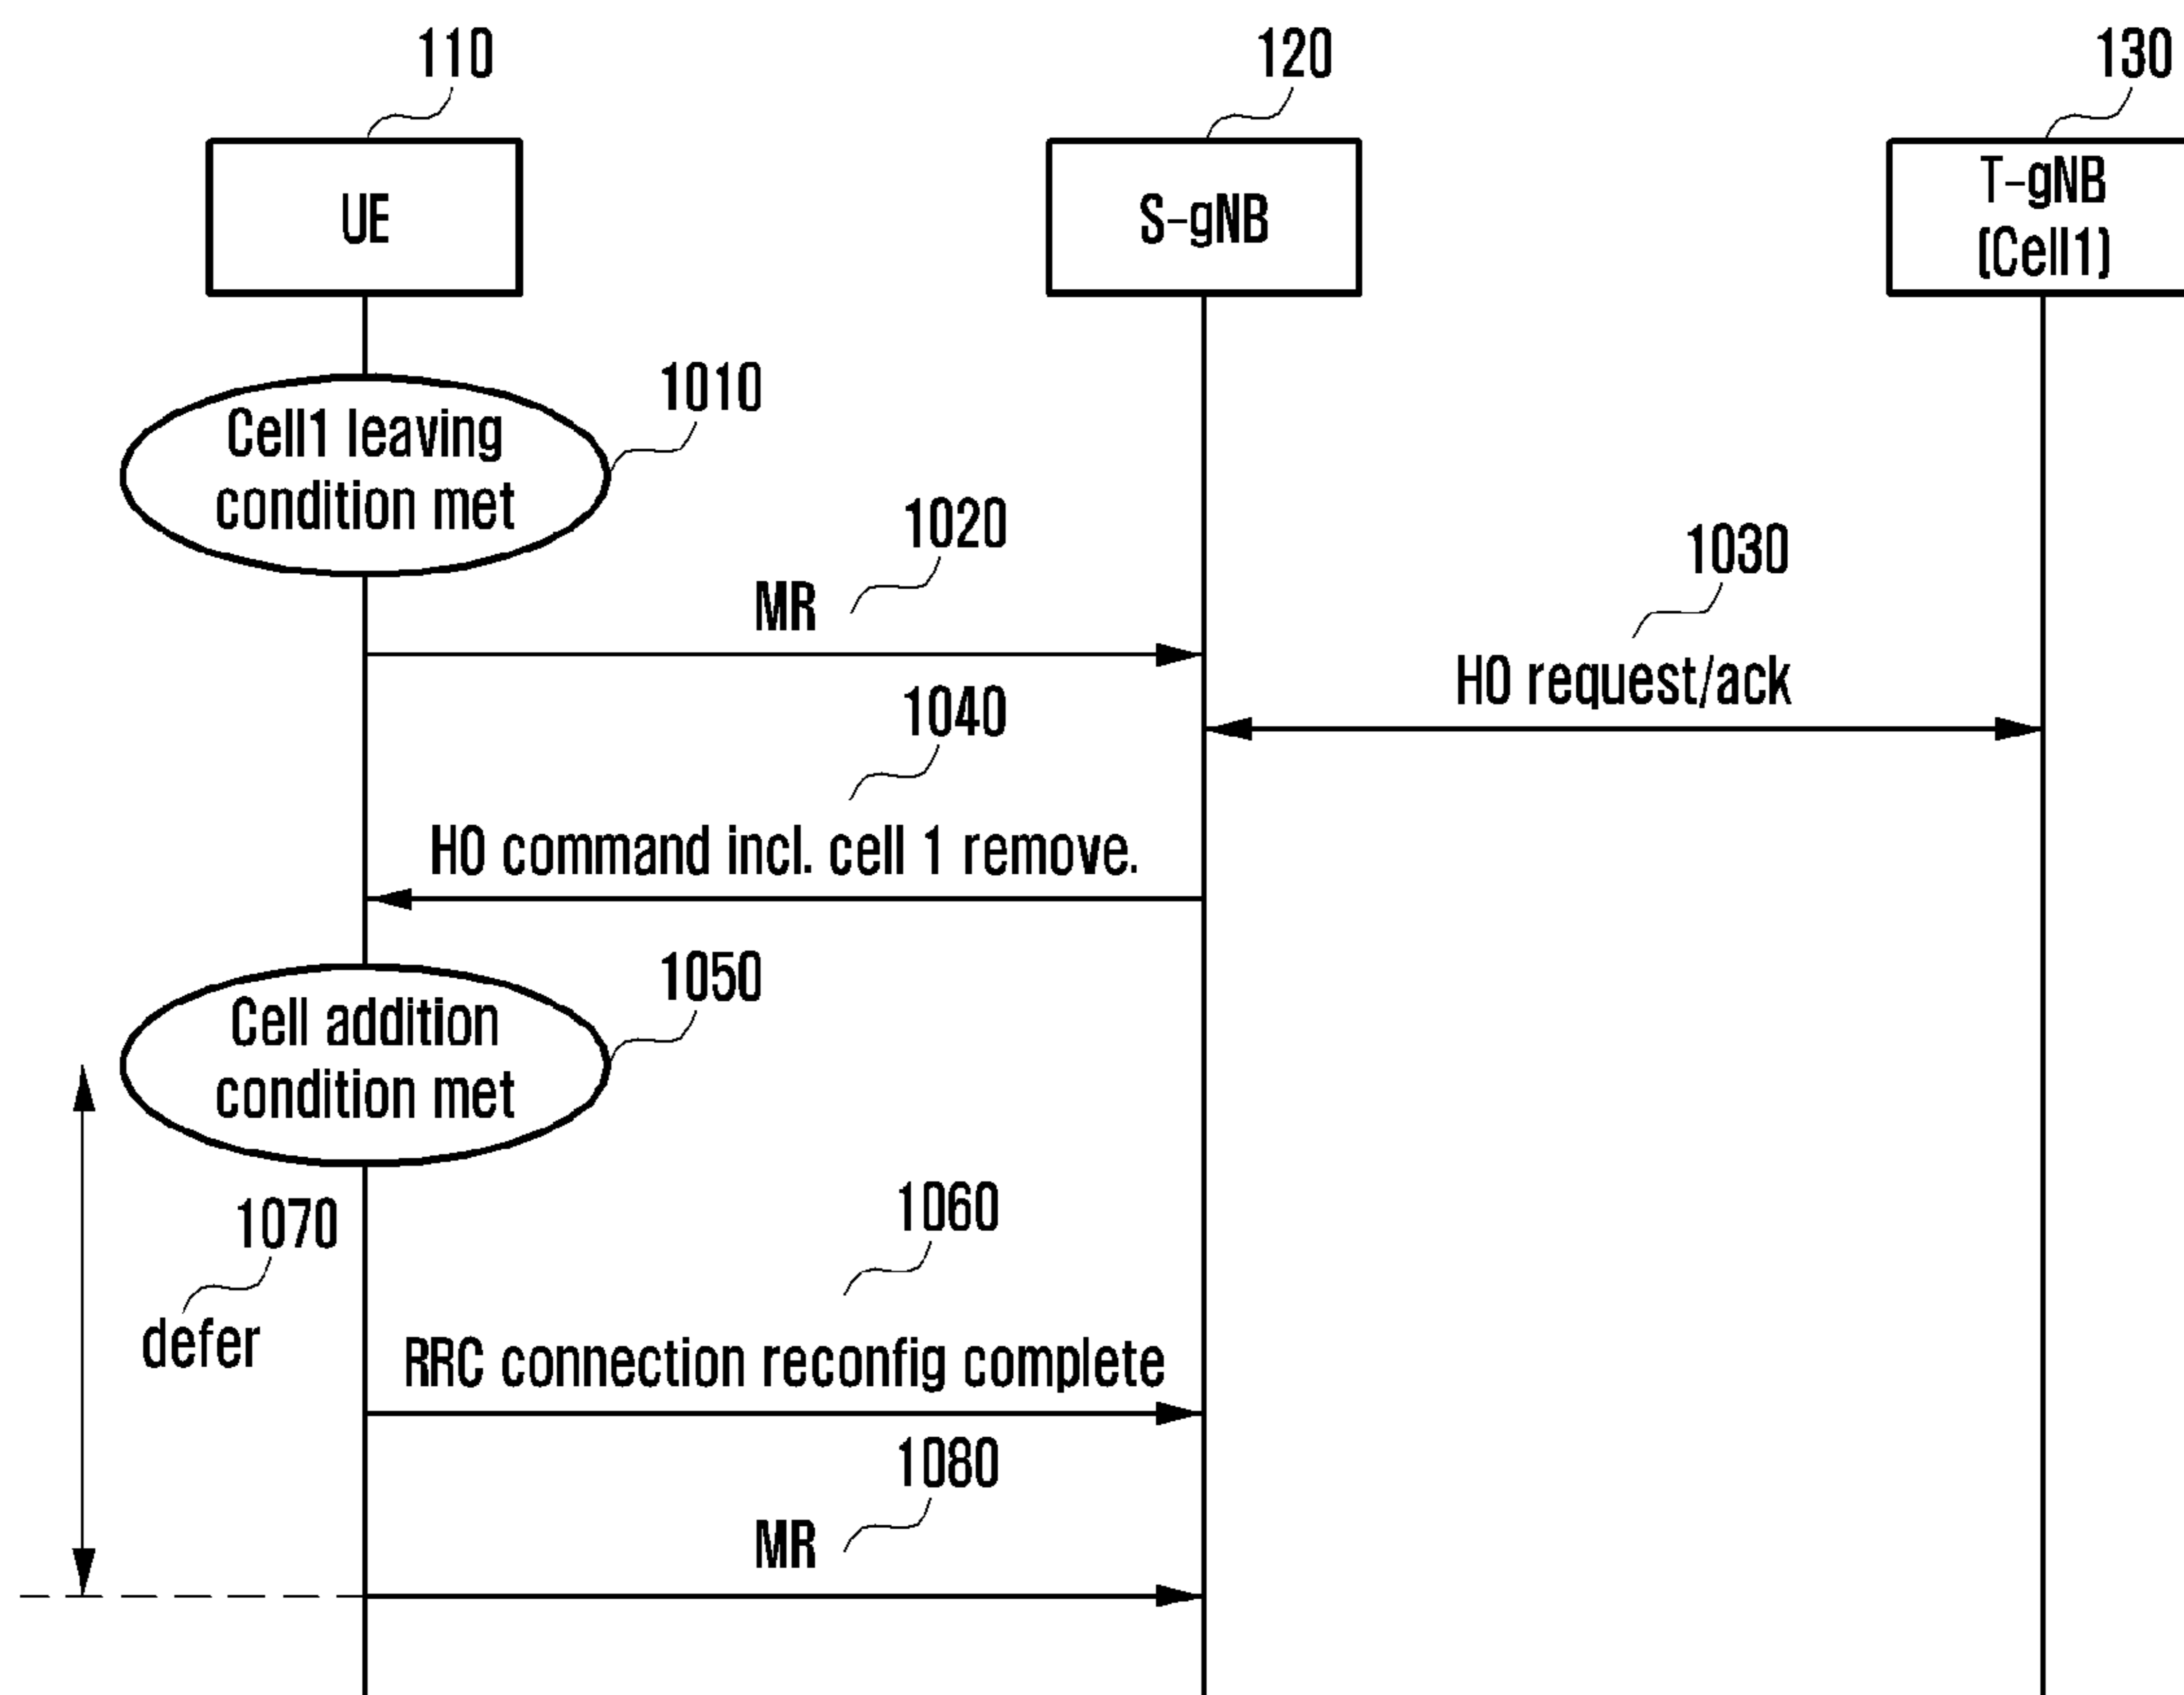 110
120
130
UE
S-gNB
T-gNB
(Cell1)
1010
Cell1 leaving
condition met
1020
MR
1030
HO request/ack
1040
HO command incl. cell 1 remove.
1050
Cell addition
condition met
1060
1070
defer
RRC connection reconfig complete
1080
MR